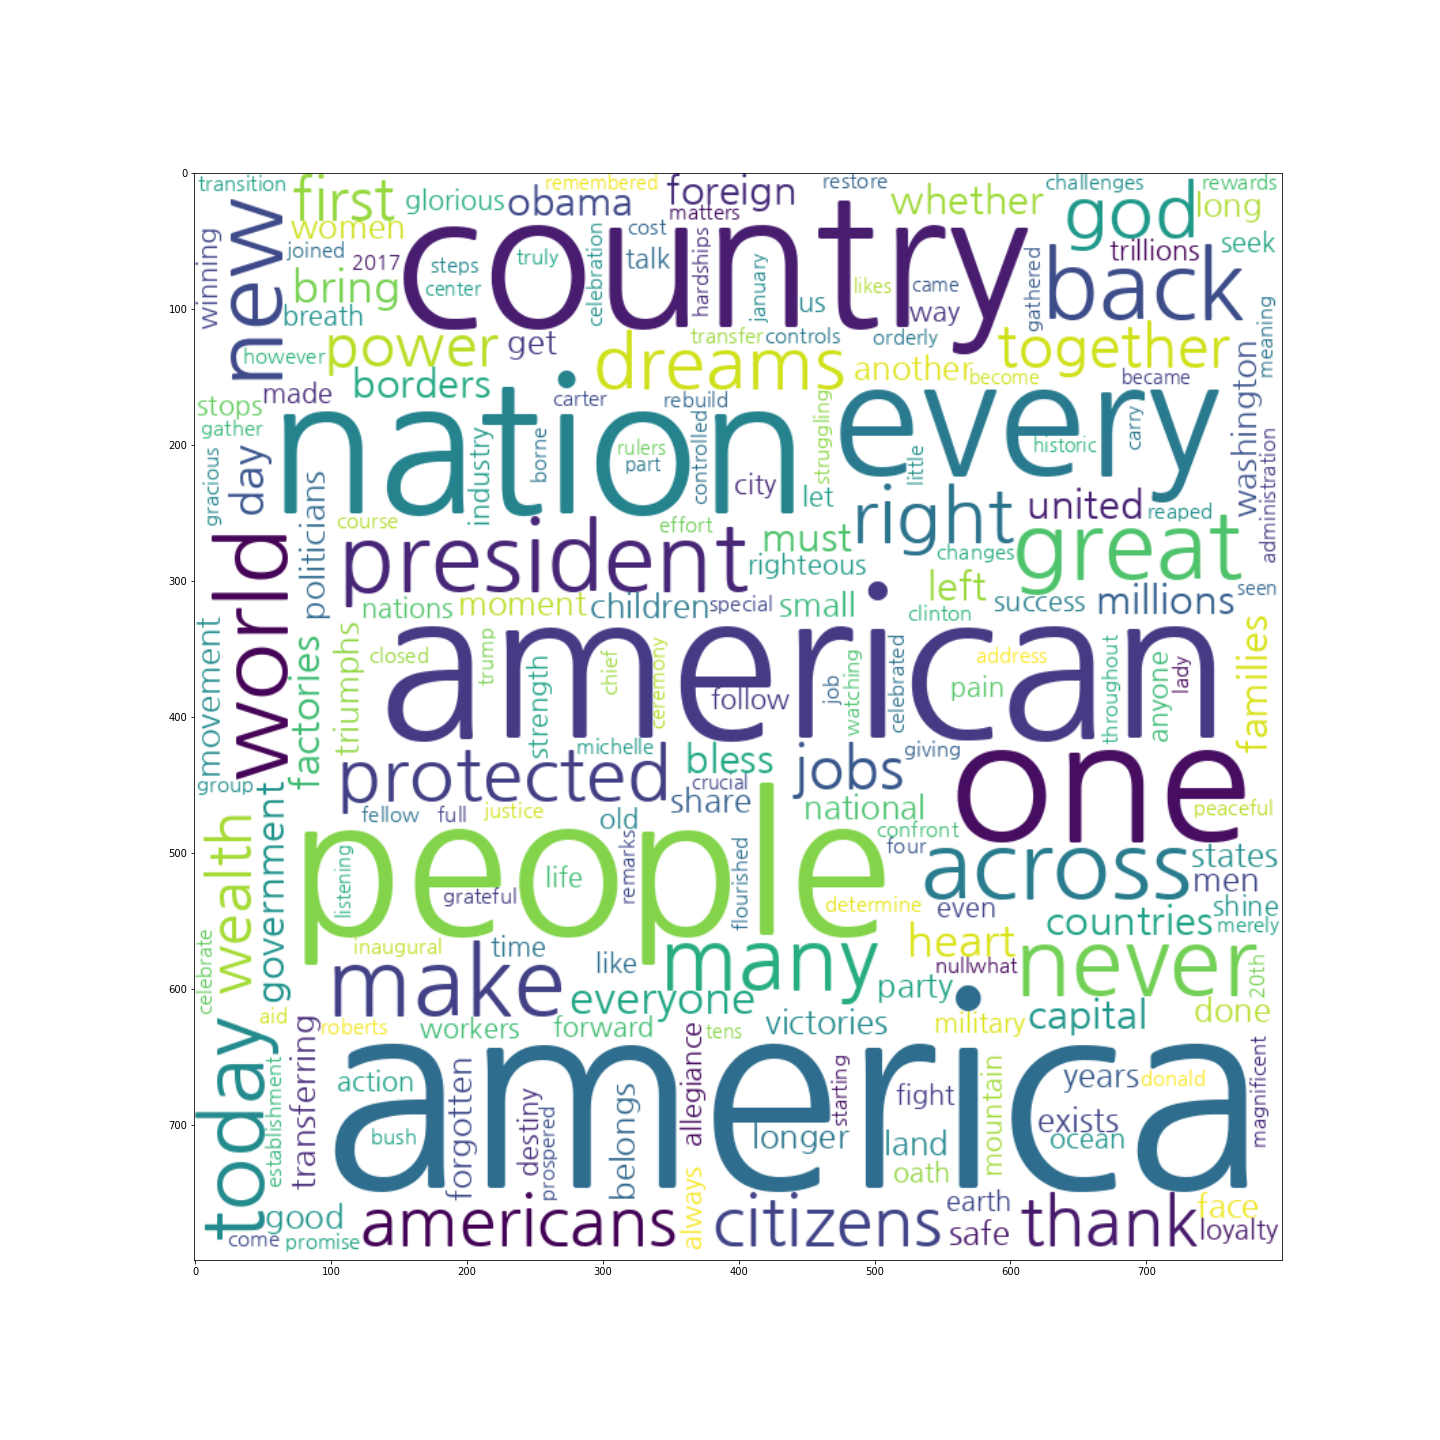 0
transition
first
remembered
foreign
restore
challenges
rewards
glorious
obama
matters
whether
god
long
new
women
cost
country
winning
joined
2017
steps
truly
celebration
talk
hardships
january
likes
came
gathered
trillions
seek
back
bring
center
us
way
100
breath
meaning
power
get
transfer
controls
orderly
together
however
dreams
another
become
became
washington
made
borders
carter
rebuild
stops
nation
every
gather
struggling
200
industry
borne
rulers
part
controlled
historic
carry
little
gracious
day
politicians
city
let
right
united
reaped
administration
course
effort
must
great
president
righteous
changes
world
left
300
nations
moment
children
special
small
clinton
success
millions
seen
movement
factories
triumphs
american
closed
trump
strength
chief
ceremony
follow
job
watching
celebrated
address
pain
throughout
anyone
lady
families
400
michelle
giving
protected
bless
jobs
one
crucial
group
government
share
national
peaceful
fellow
full
justice
old
confront
wealth
people
four
500
across
states
listening
life
grateful
remarks
flourished
men
determine
even
countries
shine
merely
celebrate
inaugural
time
many
heart
never
like
nullwhat
20th
make
600
everyone
party
capital
done
aid
roberts
workers
forward
tens
victories
military
today
transferring
america
establishment
action
forgotten
allegiance
starting
fight
mountain
years
donald
magnificent
destiny
belongs
exists
700
bush
prospered
longer
land
ocean
oath
always
good
americans
citizens
earth
thank
face
come
promise
safe
loyalty
0
100
200
300
400
500
600
700